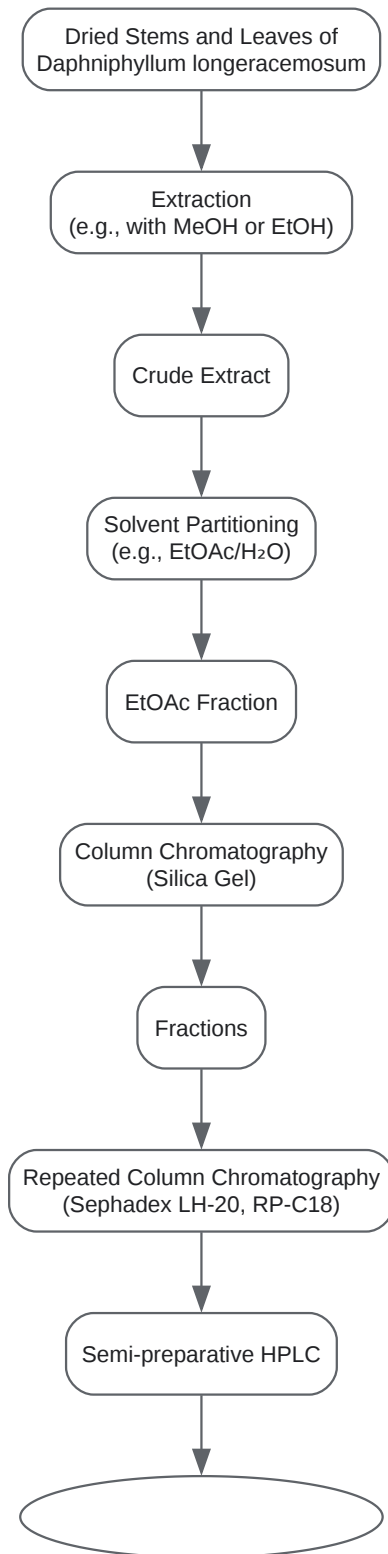 Dried Stems and Leaves of
Daphniphyllum longeracemosum
Extraction
(e.g., with MeOH or EtOH)
Crude Extract
Solvent Partitioning
(e.g., EtOAc/H₂O)
EtOAc Fraction
Column Chromatography
(Silica Gel)
Fractions
Repeated Column Chromatography
(Sephadex LH-20, RP-C18)
Semi-preparative HPLC